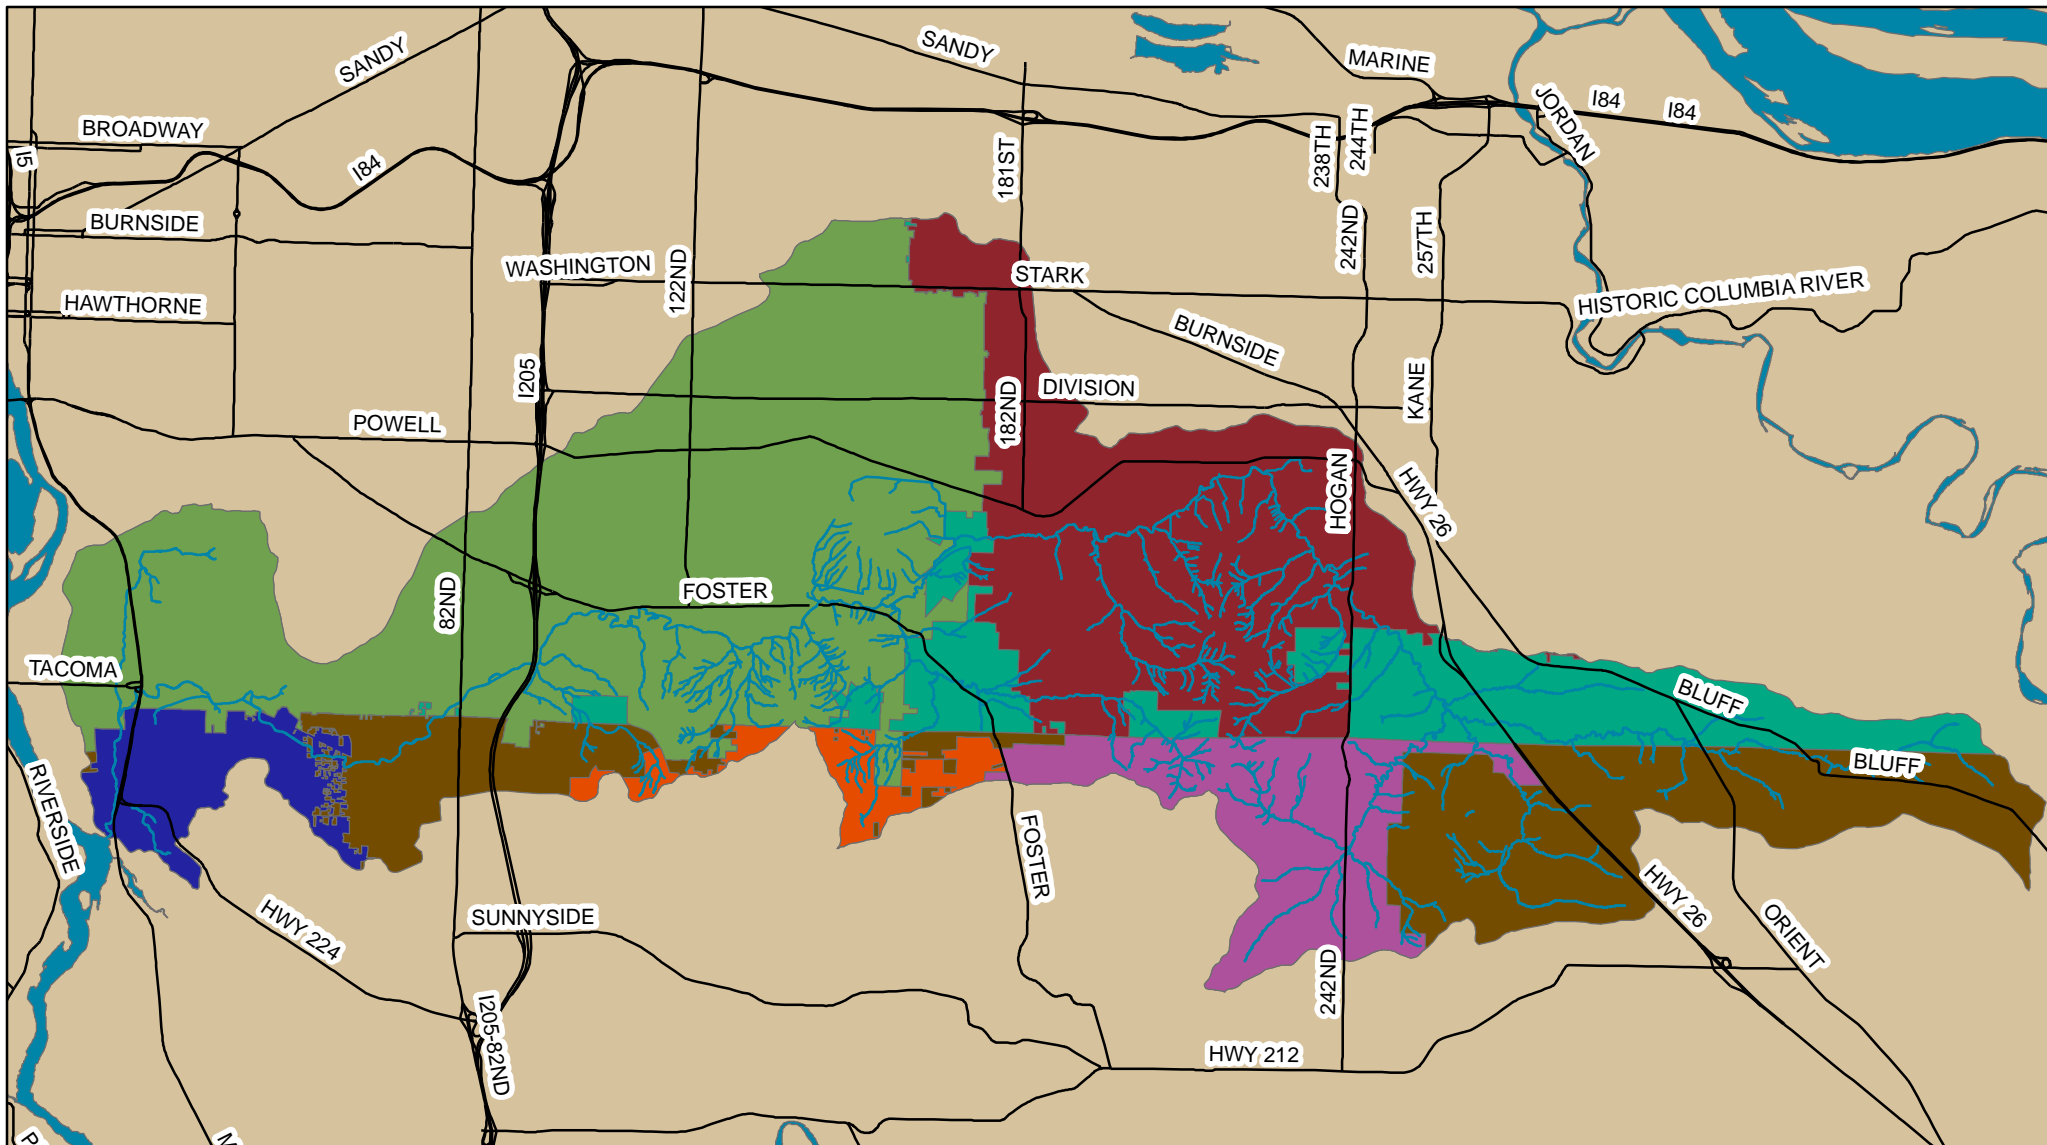 SANDY
SANDY
MARINE
BROADWAY
I84
I84
JORDAN
I5
I84
181ST
238TH
244TH
BURNSIDE
WASHINGTON
122ND
STARK
242ND
257TH
HAWTHORNE
HISTORIC COLUMBIA RIVER
BURNSIDE
I205
182ND
DIVISION
KANE
POWELL
HOGAN
HWY 26
82ND
FOSTER
TACOMA
BLUFF
BLUFF
RIVERSIDE
FOSTER
HWY 224
SUNNYSIDE
HWY 26
ORIENT
242ND
I205-82ND
HWY 212